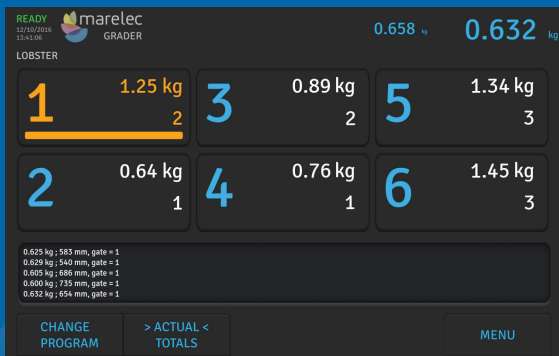 READY
12/10/2016
13:41:06
marelec
GRADER
0.658 kg
0.632 kg
LOBSTER
1
1.25 kg
2
3
0.89 kg
2
5
1.34 kg
3
2
0.64 kg
1
4
0.76 kg
1
6
1.45 kg
3
0.625 kg ; 583 mm, gate = 1
0.629 kg ; 540 mm, gate = 1
0.605 kg ; 686 mm, gate = 1
0.600 kg ; 735 mm, gate = 1
0.632 kg ; 654 mm, gate = 1
CHANGE
PROGRAM
> ACTUAL <
TOTALS
MENU